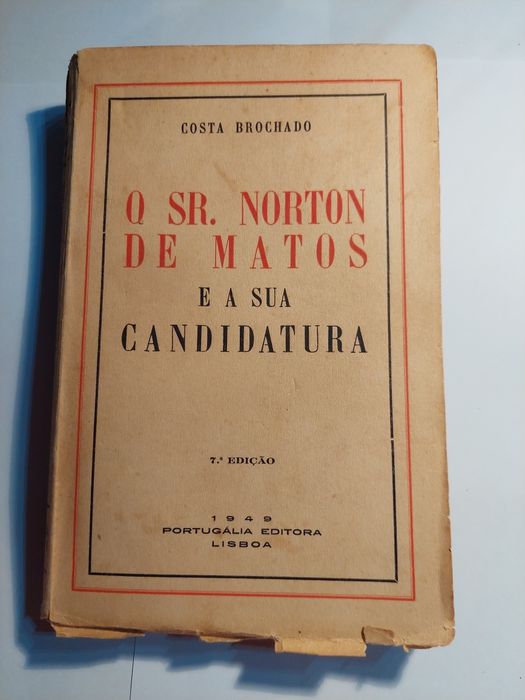 COSTA BROCHADO
O SR. NORTON
DE MATOS
E A SUA
CANDIDATURA
7.ª EDIÇÃO
1949
PORTUGÁLIA EDITORA
LISBOA